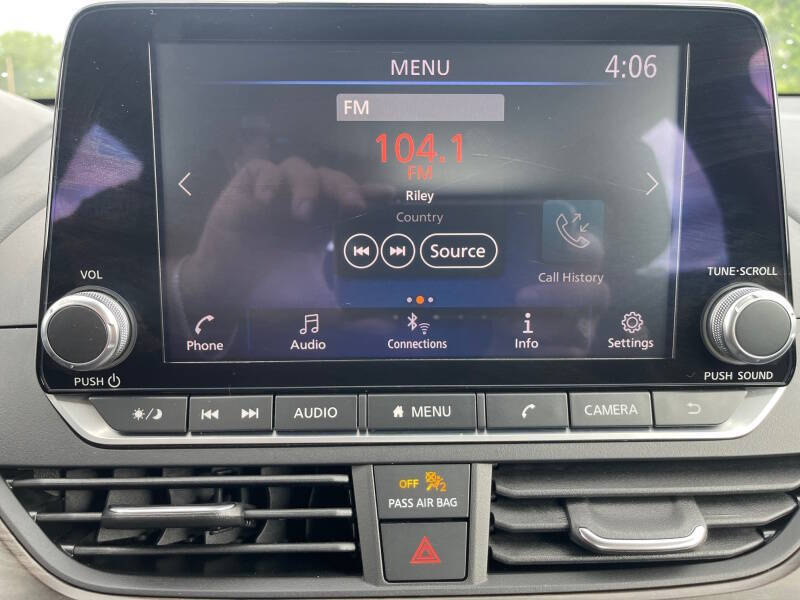 MENU 4:06
FM
104.1
FM
Riley
Country
Source
Call History
VOL
TUNE•SCROLL
Phone Audio Connections Info Settings
PUSH
PUSH SOUND
AUDIO MENU CAMERA
OFF 2
PASS AIR BAG